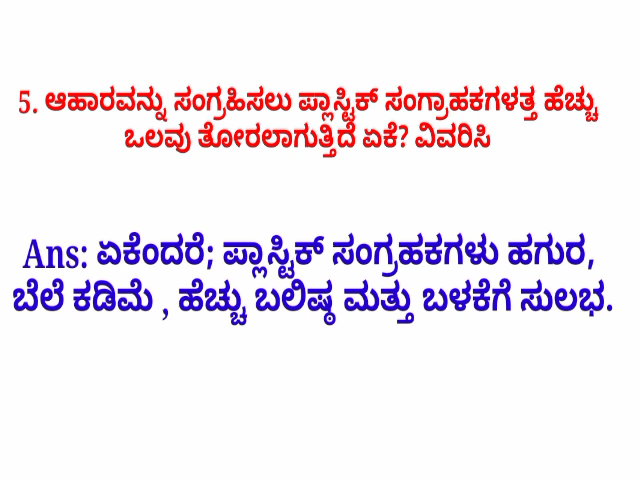 5. ಆಹಾರವನ್ನು ಸಂಗ್ರಹಿಸಲು ಪ್ಲಾಸ್ಟಿಕ್ ಸಂಗ್ರಾಹಕಗಳತ್ತ ಹೆಚ್ಚು
ಒಲವು ತೋರಲಾಗುತ್ತಿದೆ ಏಕೆ? ವಿವರಿಸಿ
Ans: ಏಕೆಂದರೆ; ಪ್ಲಾಸ್ಟಿಕ್ ಸಂಗ್ರಹಕಗಳು ಹಗುರ,
ಬೆಲೆ ಕಡಿಮೆ , ಹೆಚ್ಚು ಬಲಿಷ್ಠ ಮತ್ತು ಬಳಕೆಗೆ ಸುಲಭ.